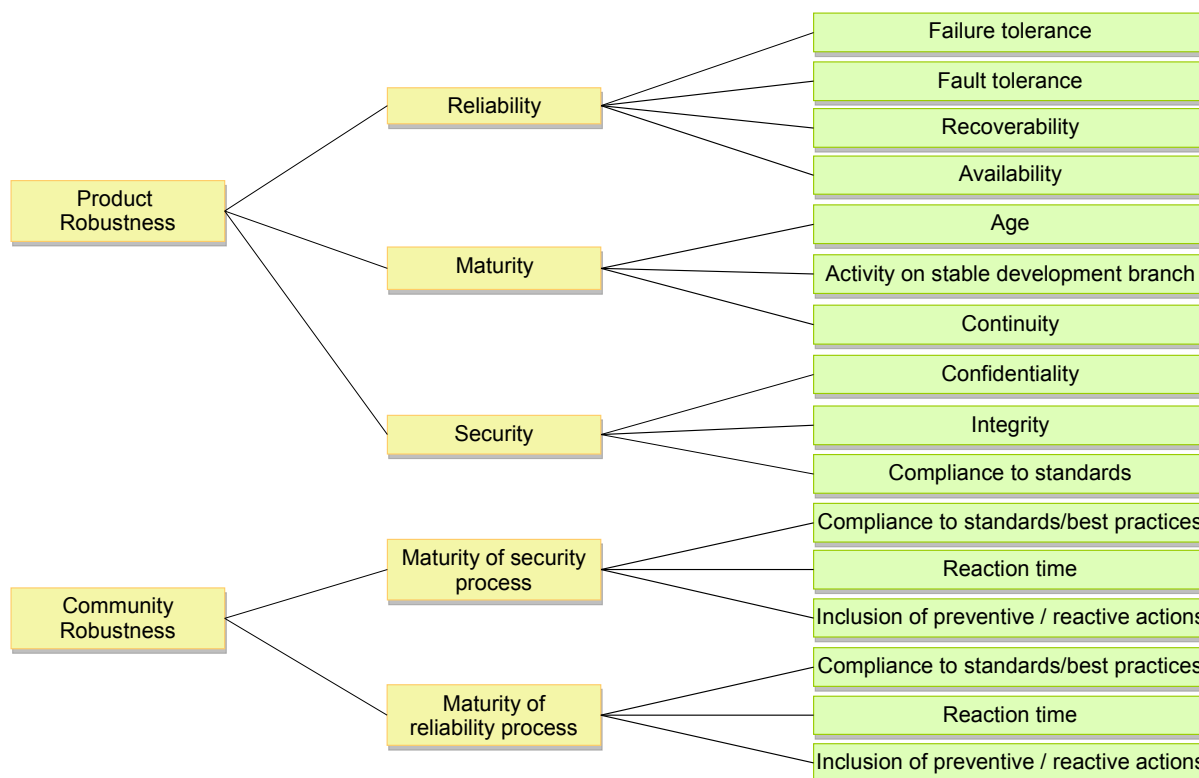 Failure tolerance
Fault tolerance
Reliability
Recoverability
Availability
Product
Robustness
Age
Maturity
Activity on stable development branch
Continuity
Confidentiality
Security
Integrity
Compliance to standards
Compliance to standards/best practices
Maturity of security
process
Reaction time
Community
Robustness
Inclusion of preventive / reactive actions
Compliance to standards/best practices
Maturity of
reliability process
Reaction time
Inclusion of preventive / reactive actions